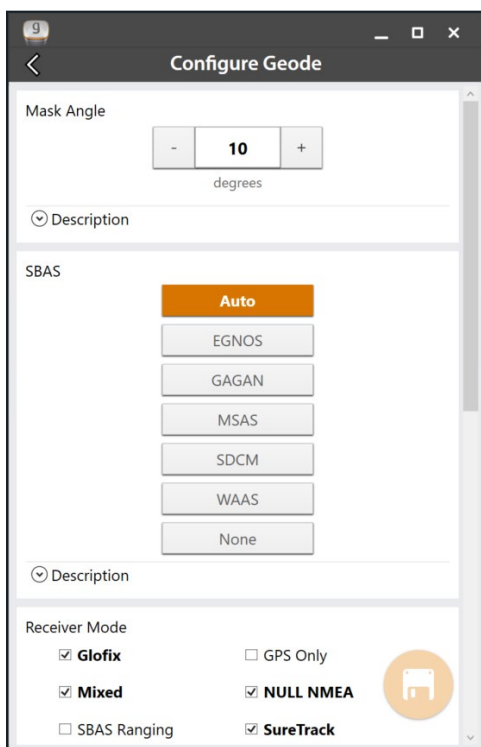 9
Configure Geode
Mask Angle
- 10 +
degrees
Description
SBAS
Auto
EGNOS
GAGAN
MSAS
SDCM
WAAS
None
Description
Receiver Mode
Glofix GPS Only
Mixed NULL NMEA
SBAS Ranging SureTrack